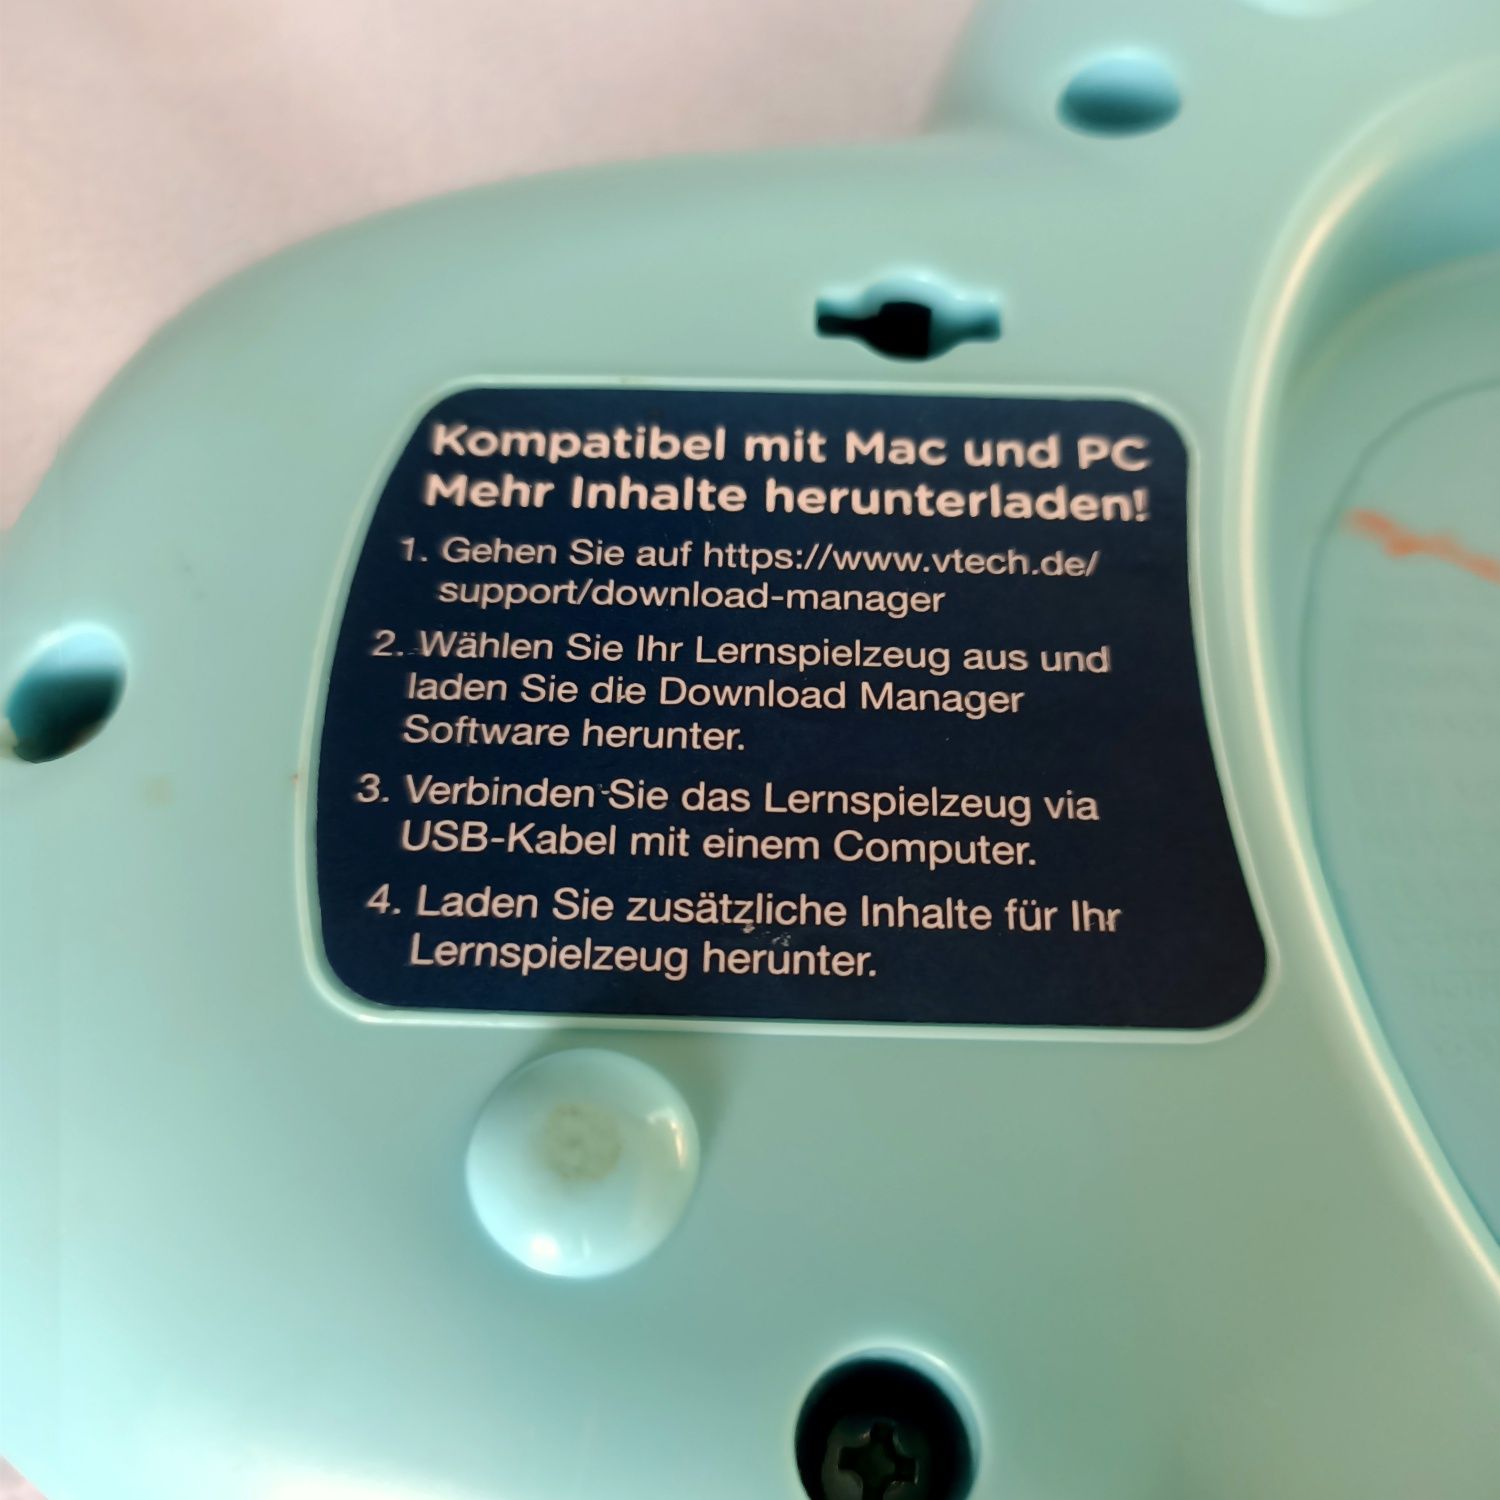 Kompatibel mit Mac und PC
Mehr Inhalte herunterladen!
1. Gehen Sie auf https://www.vtech.de/
support/download-manager
2. Wählen Sie Ihr Lernspielzeug aus und
laden Sie die Download Manager
Software herunter.
3. Verbinden Sie das Lernspielzeug via
USB-Kabel mit einem Computer.
4. Laden Sie zusätzliche Inhalte für Ihr
Lernspielzeug herunter.